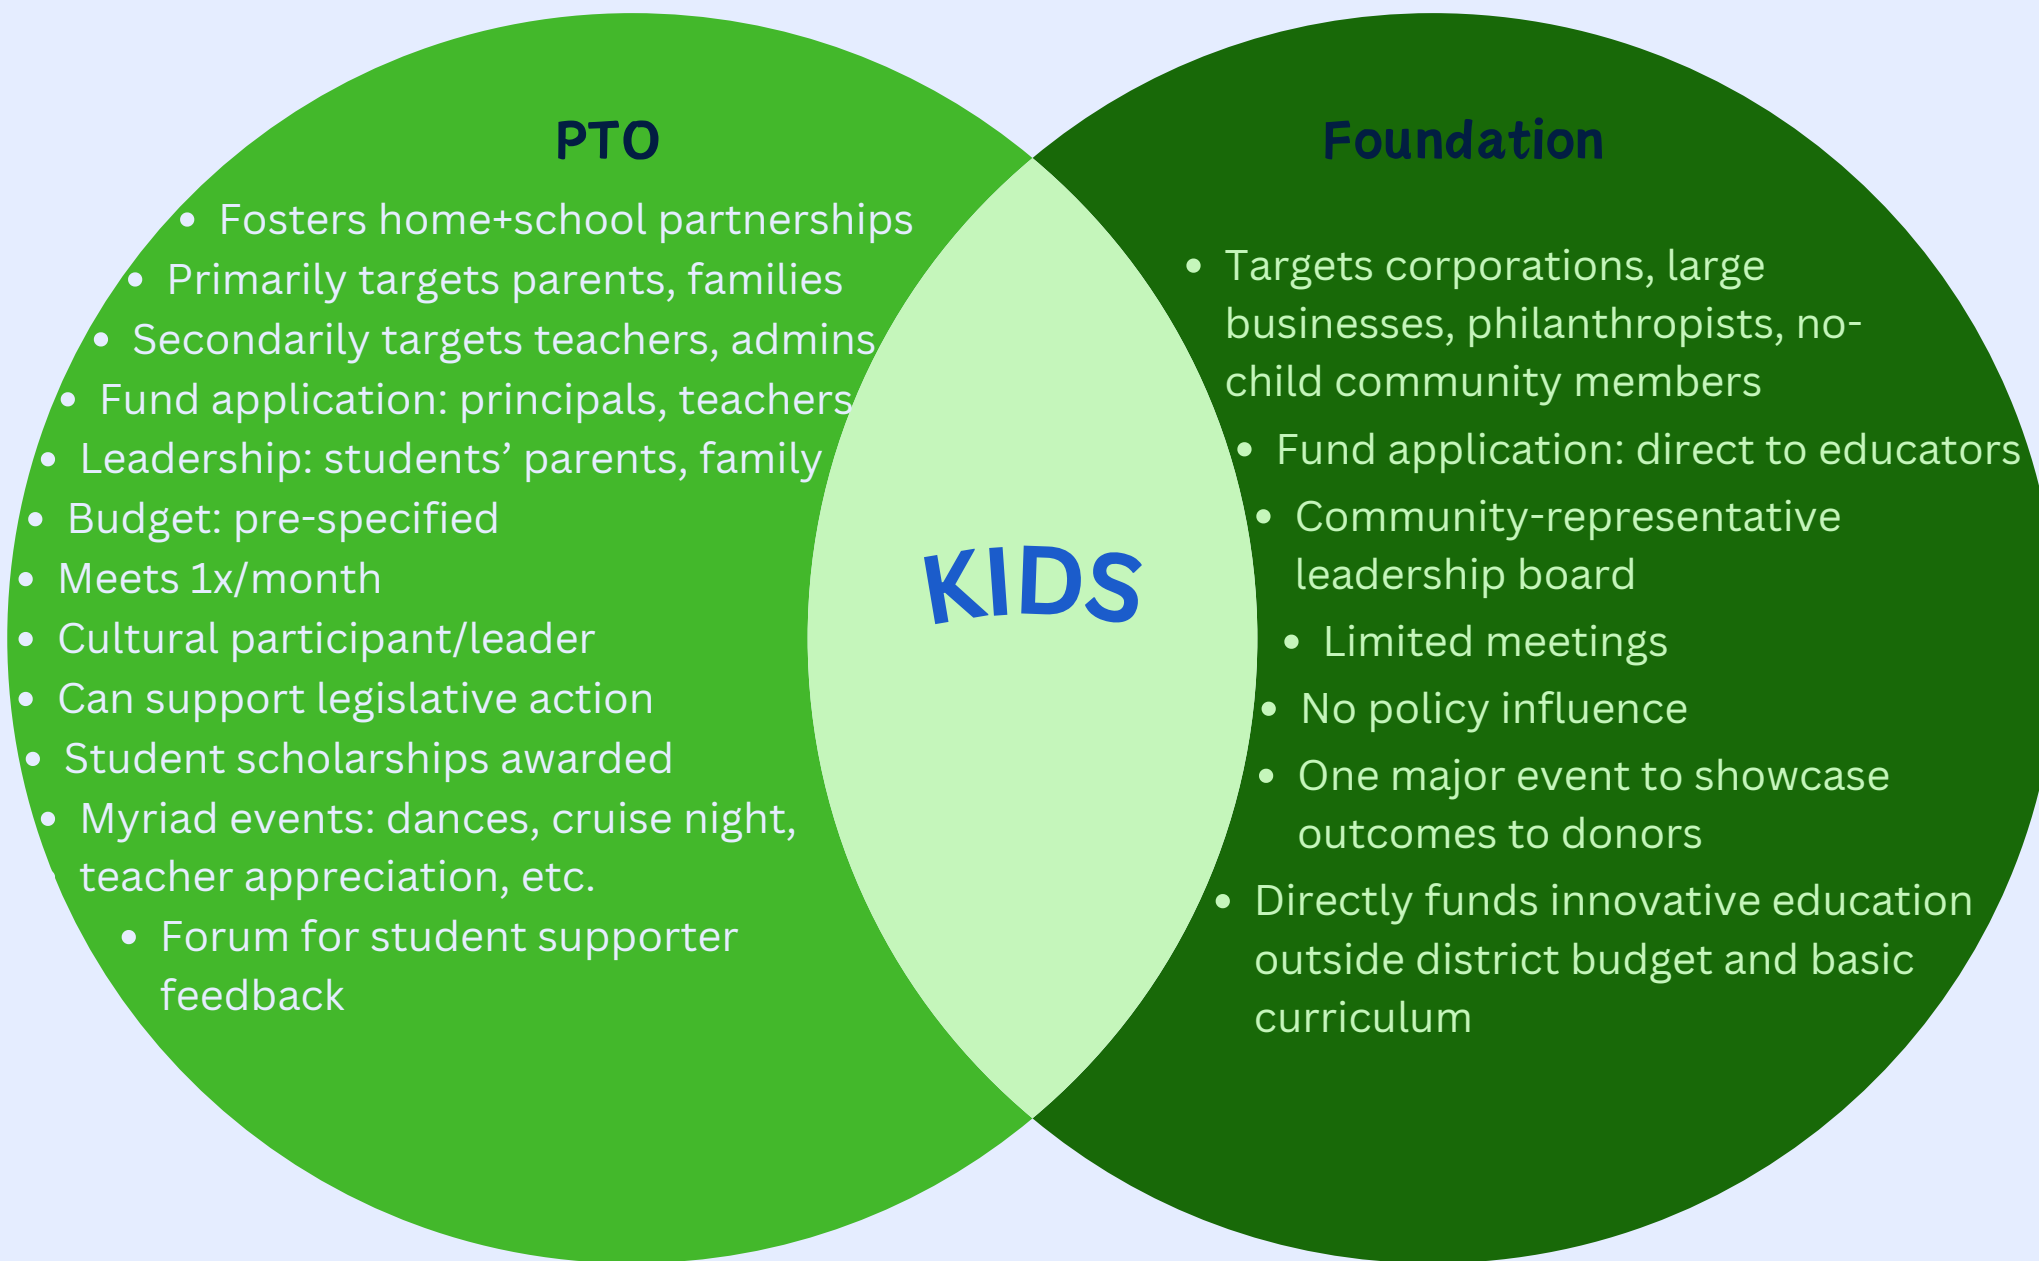 PTO
• Fosters home+school partnerships
• Primarily targets parents, families
• Secondarily targets teachers, admins
• Fund application: principals, teachers
• Leadership: students’ parents, family
• Budget: pre-specified
• Meets 1x/month
• Cultural participant/leader
• Can support legislative action
• Student scholarships awarded
• Myriad events: dances, cruise night,
teacher appreciation, etc.
• Forum for student supporter
feedback
KIDS
Foundation
• Targets corporations, large
businesses, philanthropists, no-
child community members
• Fund application: direct to educators
• Community-representative
leadership board
• Limited meetings
• No policy influence
• One major event to showcase
outcomes to donors
• Directly funds innovative education
outside district budget and basic
curriculum